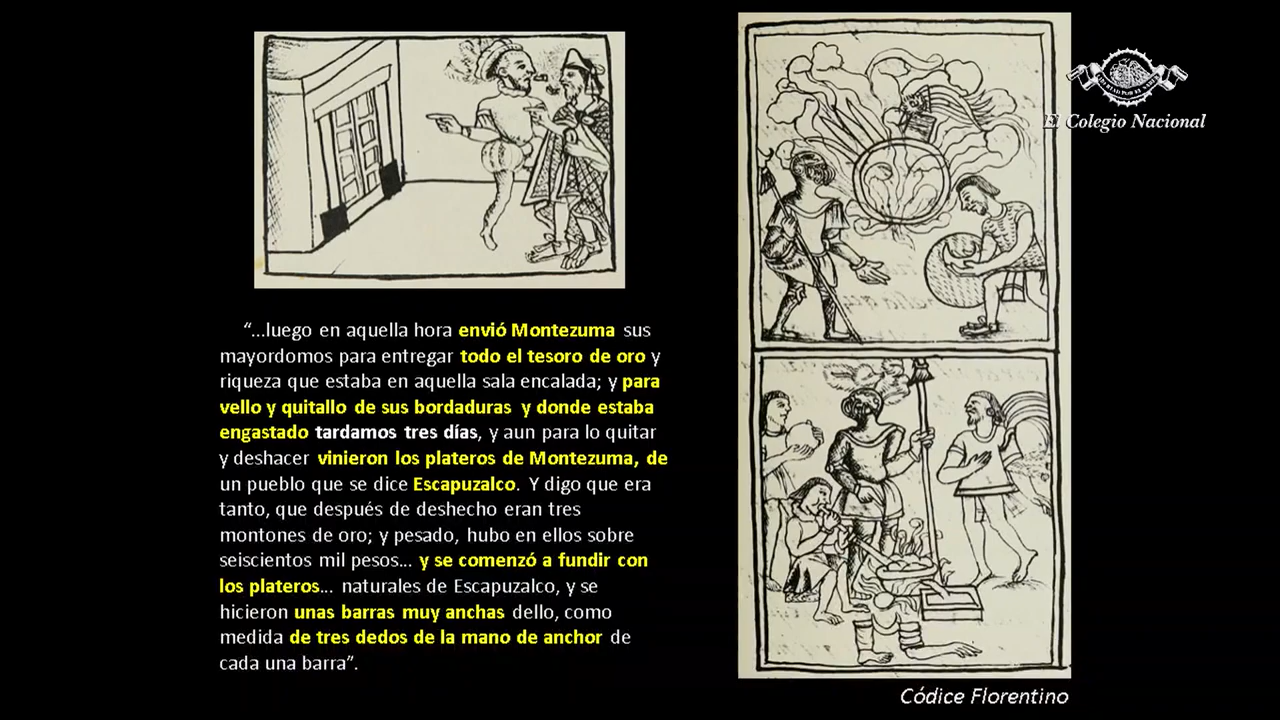 El Colegio Nacional
“...luego en aquella hora envió Montezuma sus
mayordomos para entregar todo el tesoro de oro y
riqueza que estaba en aquella sala encalada; y para
vello y quitallo de sus bordaduras y donde estaba
engastado tardamos tres días, y aun para lo quitar
y deshacer vinieron los plateros de Montezuma, de
un pueblo que se dice Escapuzalco. Y digo que era
tanto, que después de deshecho eran tres
montones de oro; y pesado, hubo en ellos sobre
seiscientos mil pesos... y se comenzó a fundir con
los plateros... naturales de Escapuzalco, y se
hicieron unas barras muy anchas dello, como
medida de tres dedos de la mano de anchor de
cada una barra”.
Códice Florentino